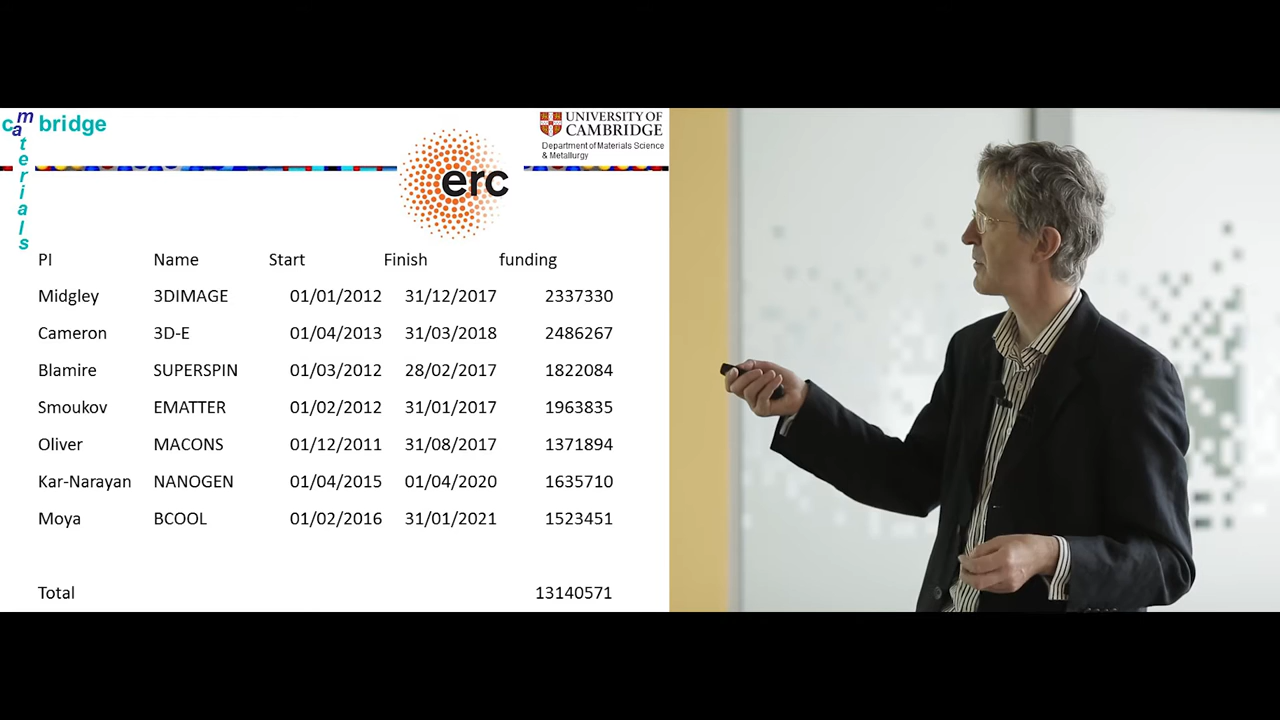 cambridge
materials
UNIVERSITY OF
CAMBRIDGE
Department of Materials Science
& Metallurgy
erc
PI Name Start Finish funding
Midgley 3DIMAGE 01/01/2012 31/12/2017 2337330
Cameron 3D-E 01/04/2013 31/03/2018 2486267
Blamire SUPERSPIN 01/03/2012 28/02/2017 1822084
Smoukov EMATTER 01/02/2012 31/01/2017 1963835
Oliver MACONS 01/12/2011 31/08/2017 1371894
Kar-Narayan NANOGEN 01/04/2015 01/04/2020 1635710
Moya BCOOL 01/02/2016 31/01/2021 1523451
Total 13140571